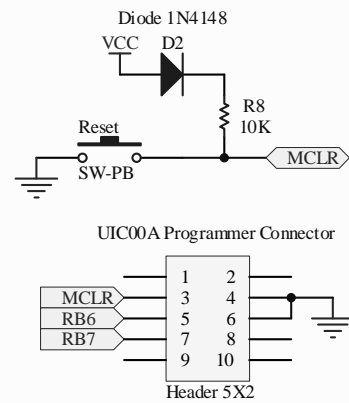 Diode 1N4148
VCC D2
R8
10K
Reset
SW-PB
MCLR
UIC00A Programmer Connector
1 2
MCLR 3 4
RB6 5 6
RB7 7 8
9 10
Header 5X2